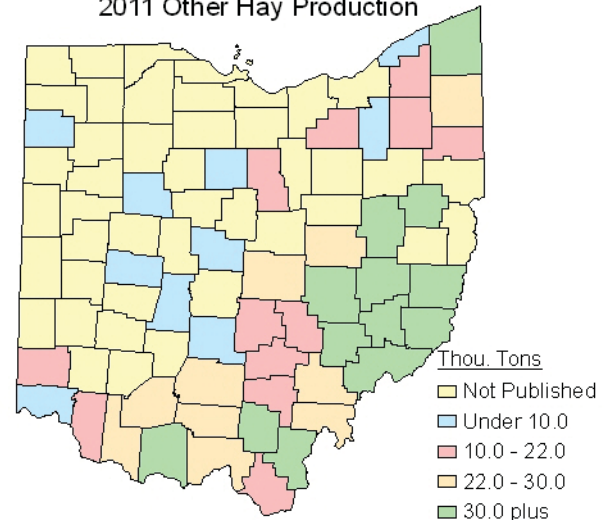 2011 Other Hay Production
Thou. Tons
Not Published
Under 10.0
10.0 - 22.0
22.0 - 30.0
30.0 plus